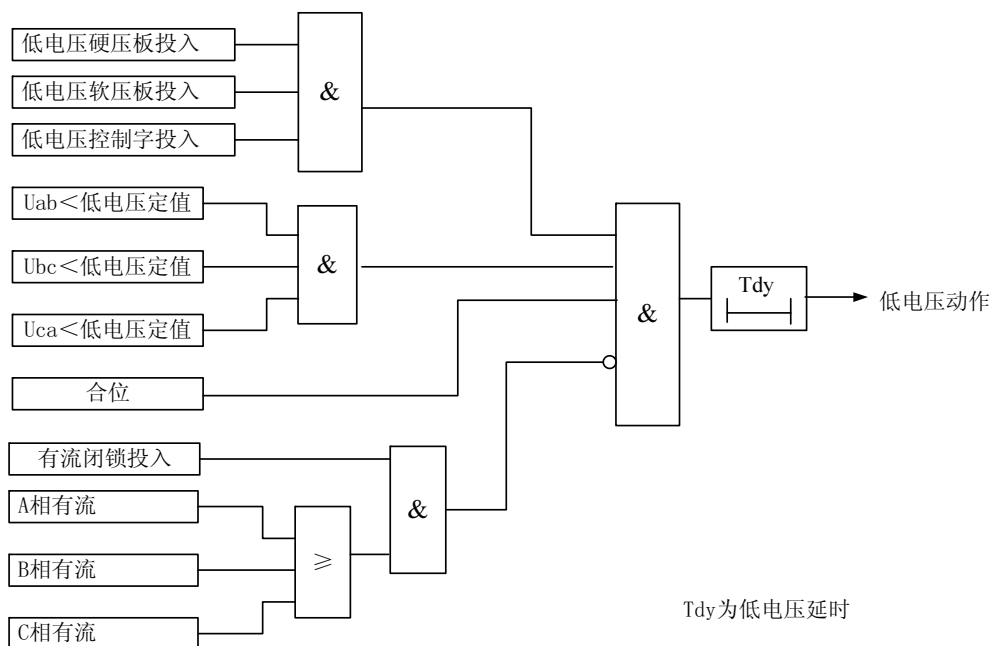 低电压硬压板投入
低电压软压板投入
低电压控制字投入
&
Uab＜低电压定值
Ubc＜低电压定值
Uca＜低电压定值
&
合位
有流闭锁投入
A相有流
B相有流
C相有流
≥
&
&
Tdy
低电压动作
Tdy为低电压延时